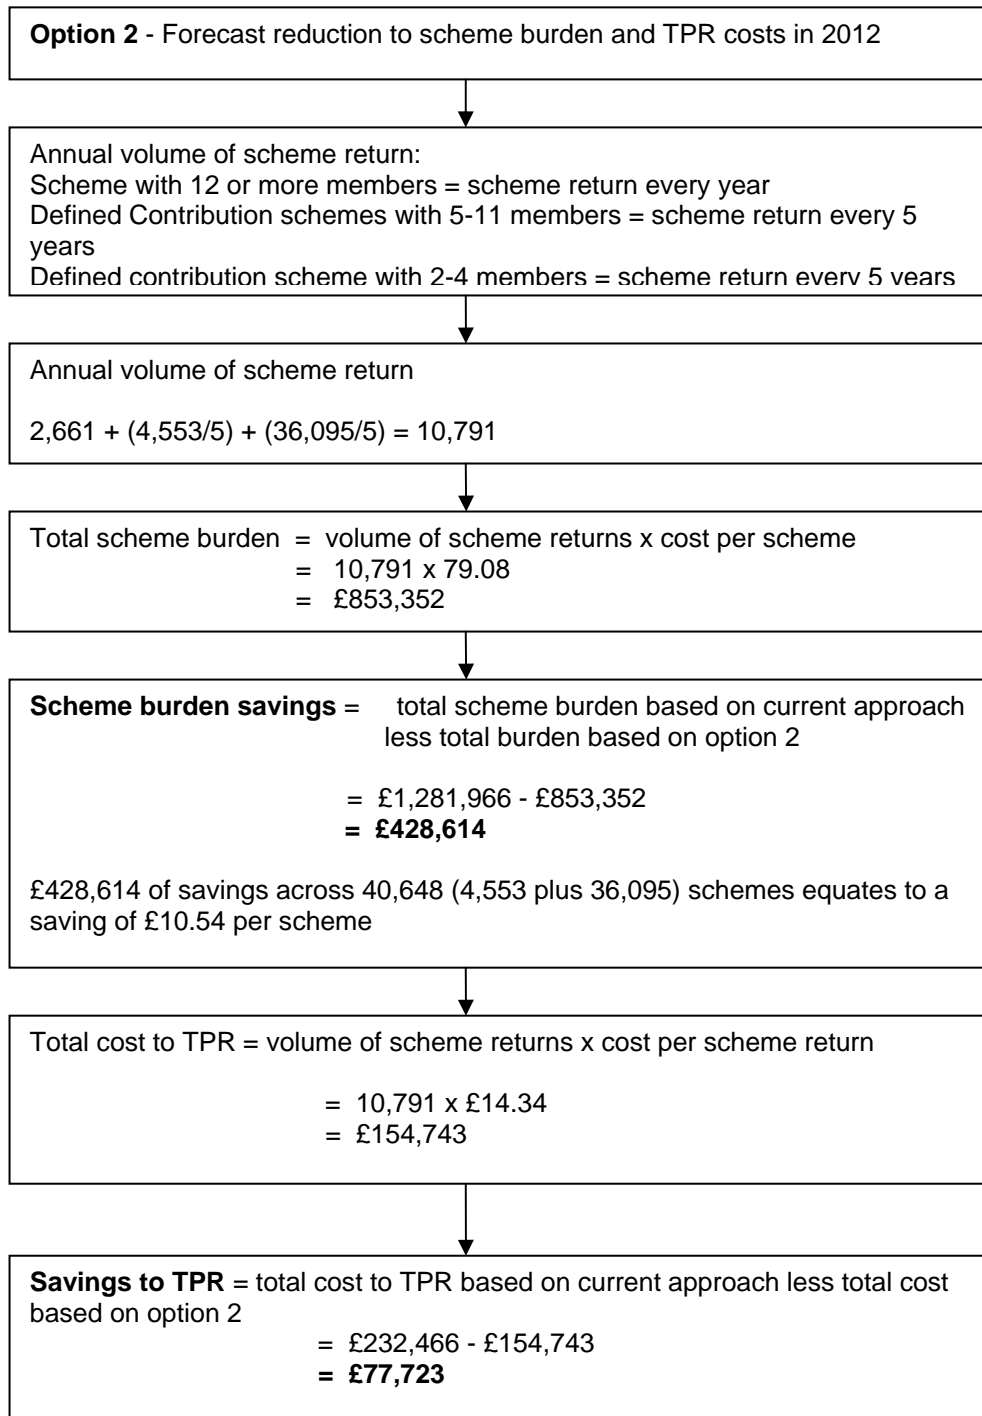 Option 2 - Forecast reduction to scheme burden and TPR costs in 2012
Annual volume of scheme return:
Scheme with 12 or more members = scheme return every year
Defined Contribution schemes with 5-11 members = scheme return every 5
years
Defined contribution scheme with 2-4 members = scheme return every 5 years
Annual volume of scheme return
2,661 + (4,553/5) + (36,095/5) = 10,791
Total scheme burden = volume of scheme returns x cost per scheme
= 10,791 x 79.08
= £853,352
Scheme burden savings = total scheme burden based on current approach
less total burden based on option 2
= £1,281,966 - £853,352
= £428,614
£428,614 of savings across 40,648 (4,553 plus 36,095) schemes equates to a
saving of £10.54 per scheme
Total cost to TPR = volume of scheme returns x cost per scheme return
= 10,791 x £14.34
= £154,743
Savings to TPR = total cost to TPR based on current approach less total cost
based on option 2
= £232,466 - £154,743
= £77,723